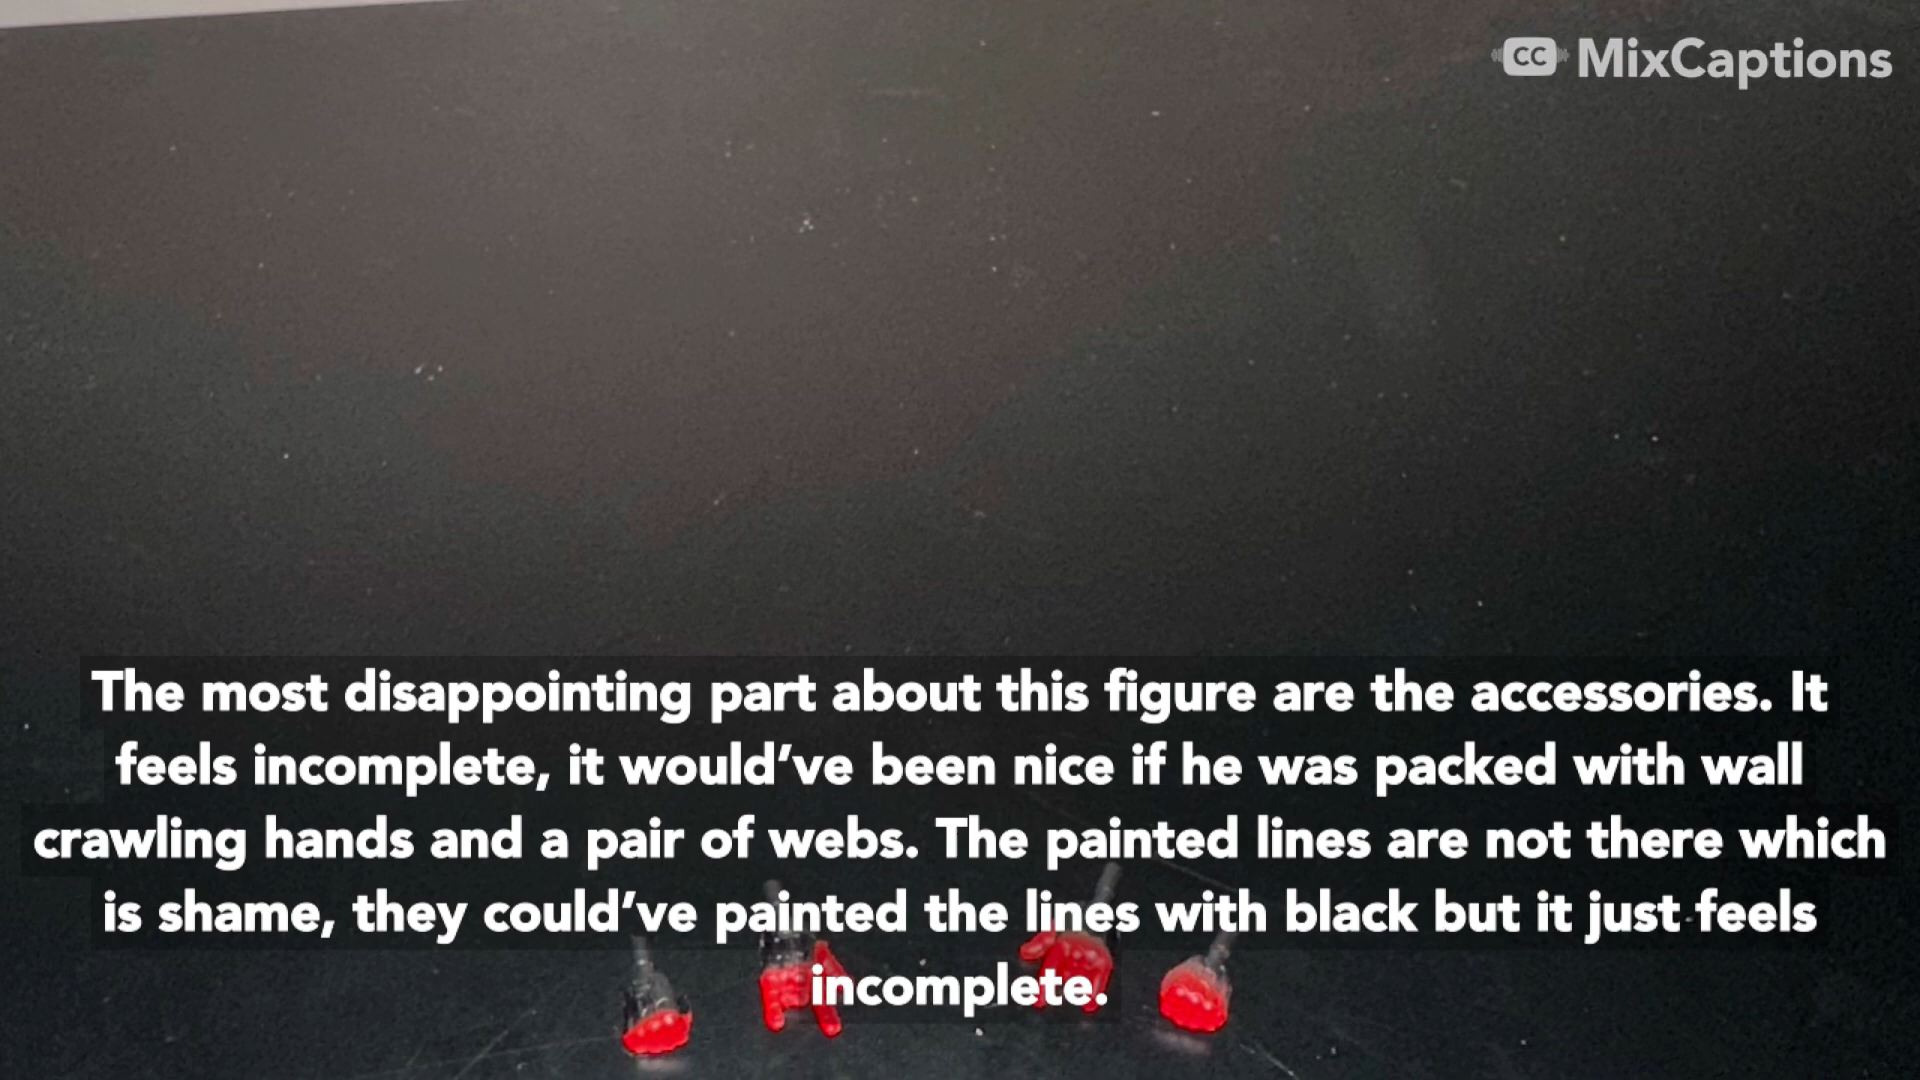 CC MixCaptions
The most disappointing part about this figure are the accessories. It
feels incomplete, it would’ve been nice if he was packed with wall
crawling hands and a pair of webs. The painted lines are not there which
is shame, they could’ve painted the lines with black but it just feels
incomplete.